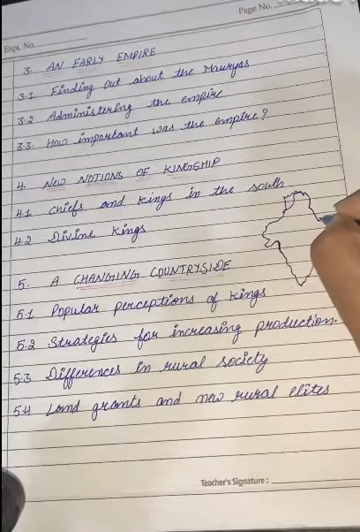 Page No.
Expt. No.
3. AN EARLY EMPIRE
3.1 Finding out about the Mauryas
3.2 Administering the empire
3.3. How important was the empire?
4. NEW NOTIONS OF KINGSHIP
4.1 Chiefs and kings in the south
4.2 Divine Kings
5. A CHANGING COUNTRYSIDE
5.1 Popular perceptions of kings
5.2 Strategies for increasing production.
5.3 Differences in rural society
5.4 Land grants and new rural elites
Teacher's Signature :